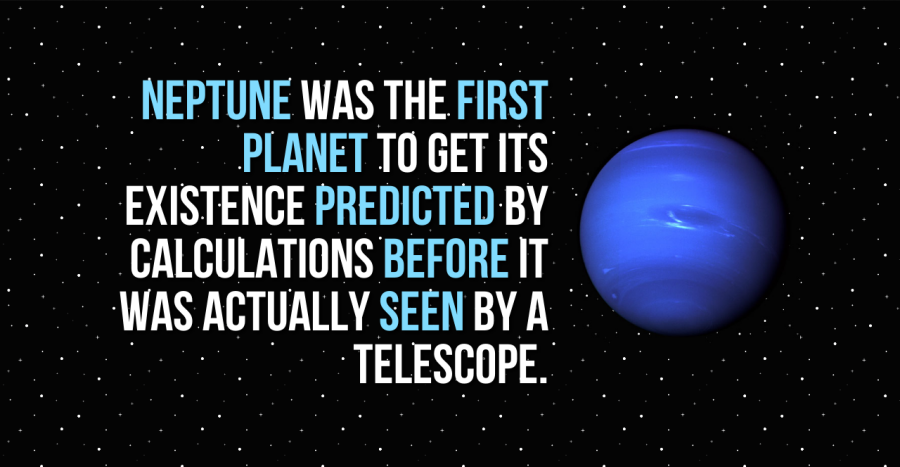 NEPTUNE WAS THE FIRST
PLANET TO GET ITS
EXISTENCE PREDICTED BY
CALCULATIONS BEFORE IT
WAS ACTUALLY SEEN BY A
TELESCOPE.